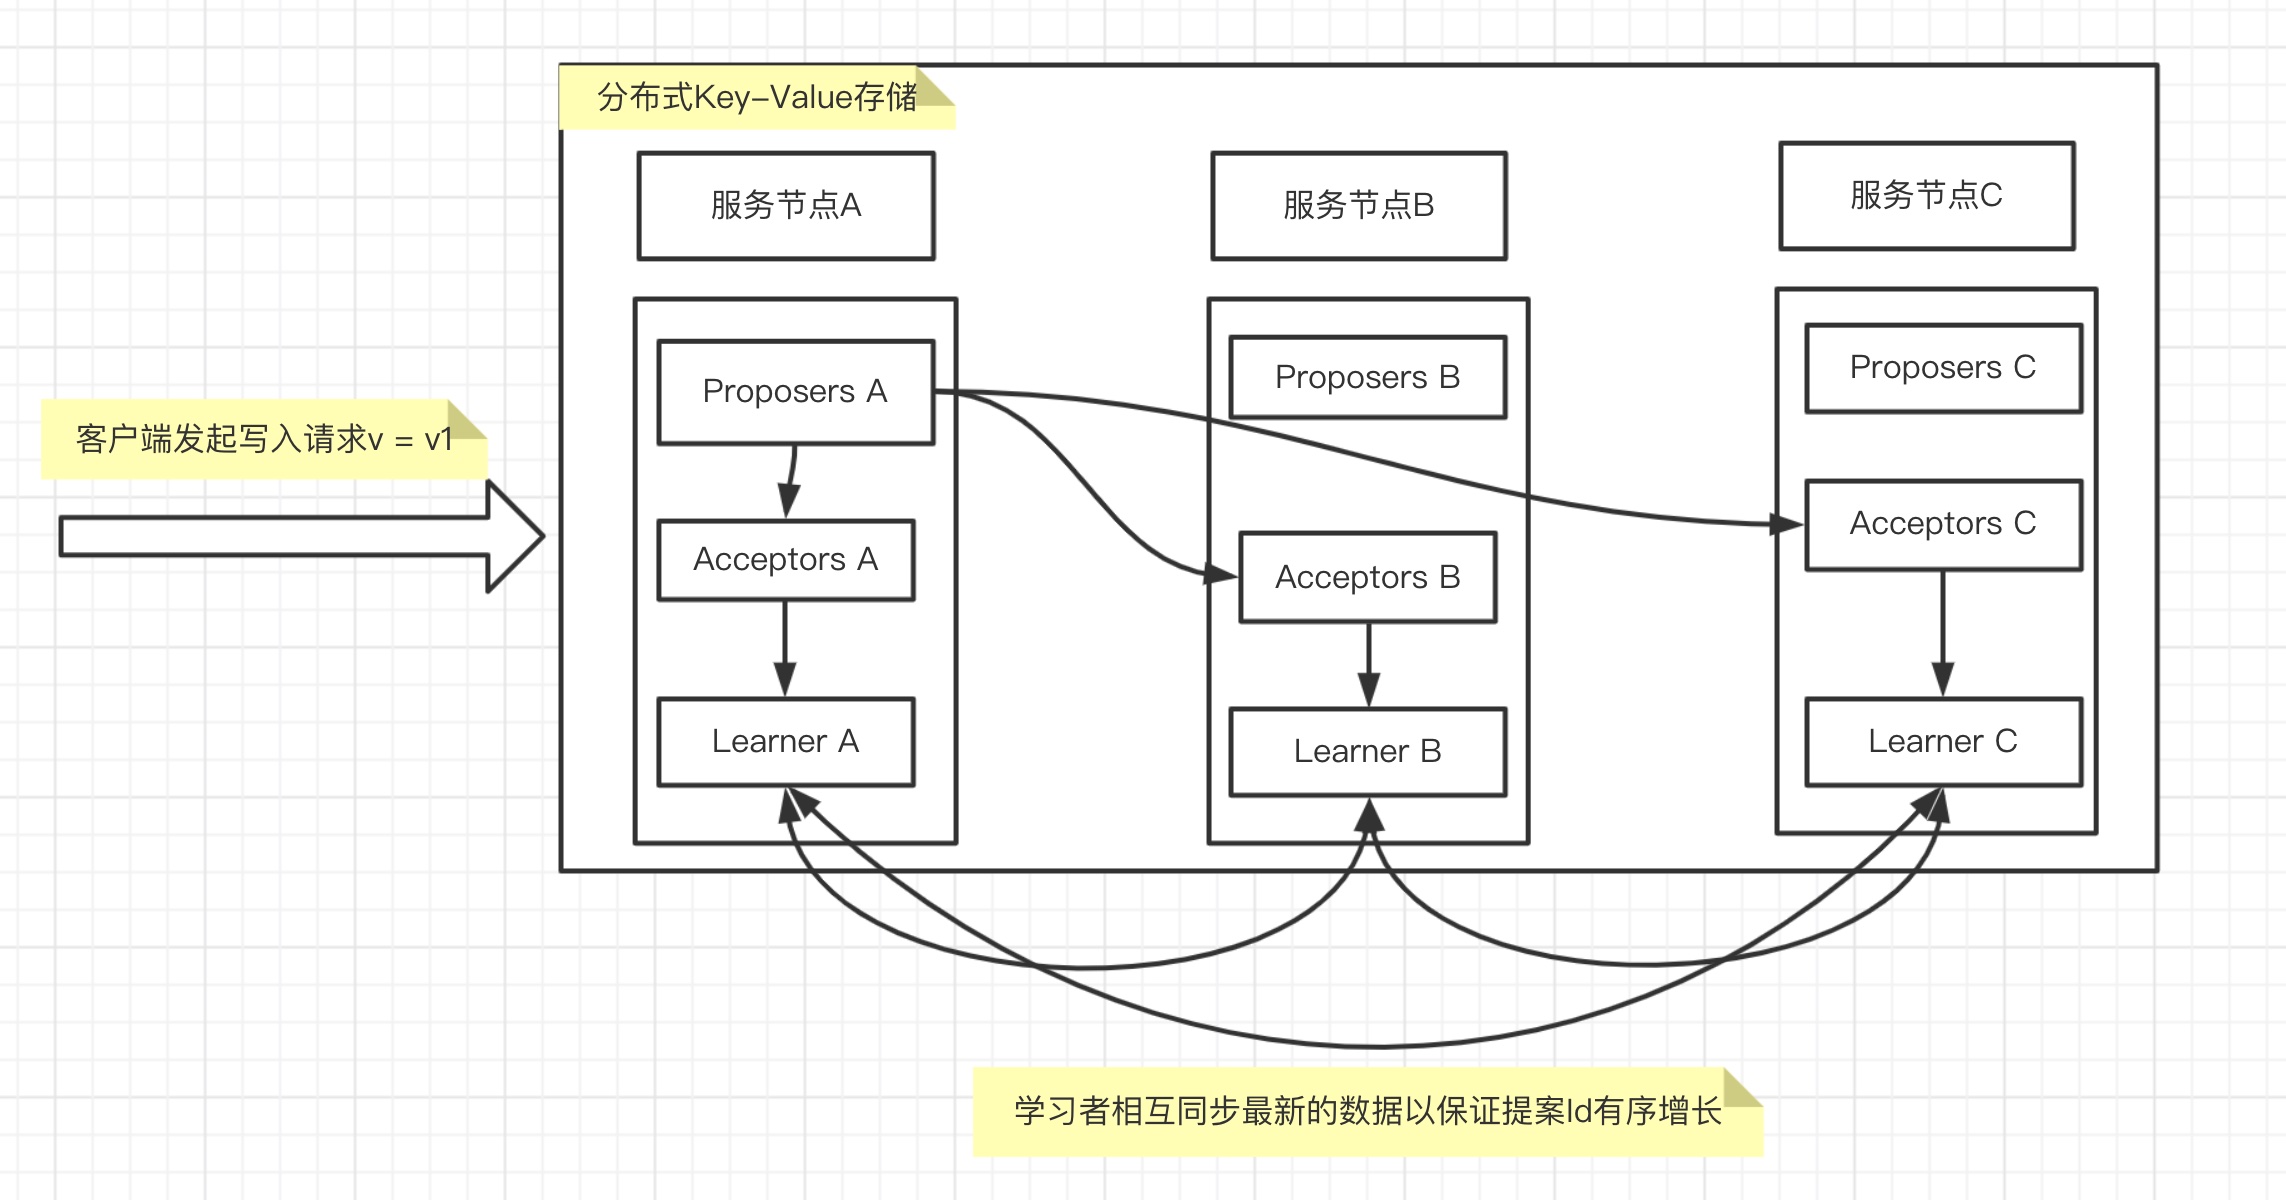 分布式Key-Value存储
服务节点A
服务节点B
服务节点C
Proposers A
Proposers B
Proposers C
客户端发起写入请求v = v1
Acceptors A
Acceptors B
Acceptors C
Learner A
Learner B
Learner C
学习者相互同步最新的数据以保证提案Id有序增长